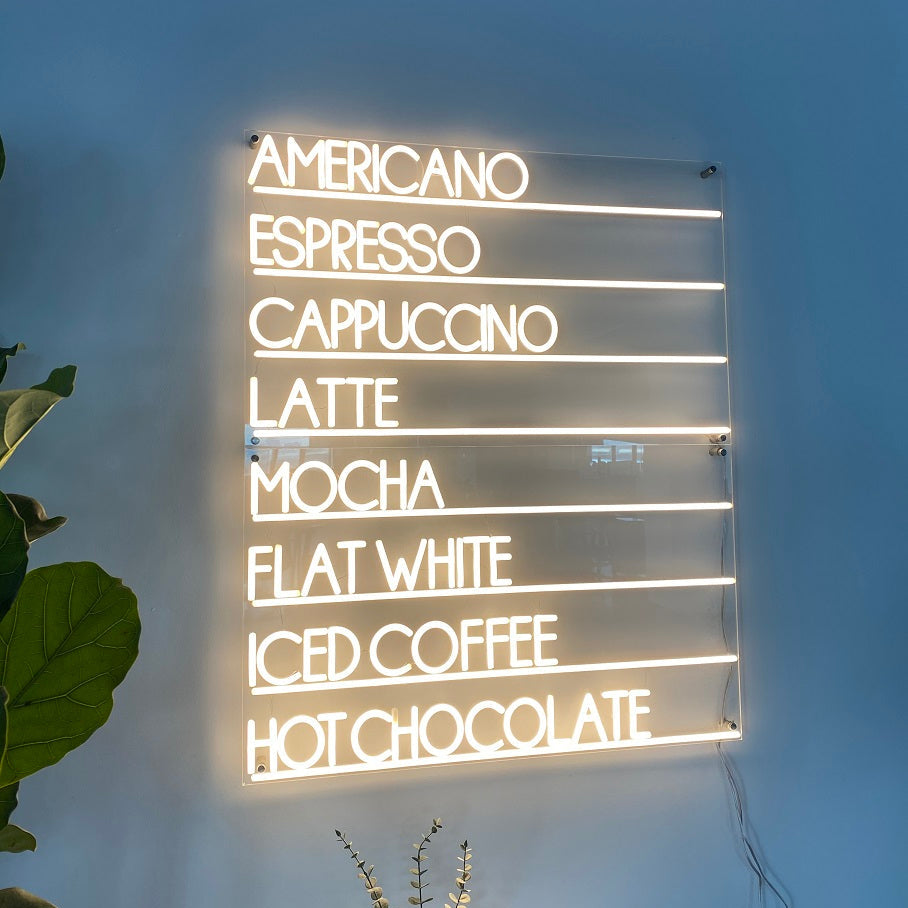 AMERICANO
ESPRESSO
CAPPUCCINO
LATTE
MOCHA
FLAT WHITE
ICED COFFEE
HOT CHOCOLATE